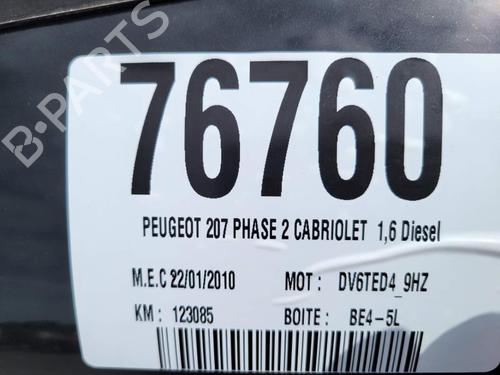 B-PARTS
76760
PEUGEOT 207 PHASE 2 CABRIOLET 1,6 Diesel
M.E.C 22/01/2010 MOT : DV6TED4_9HZ
KM : 123085 BOITE : BE4-5L